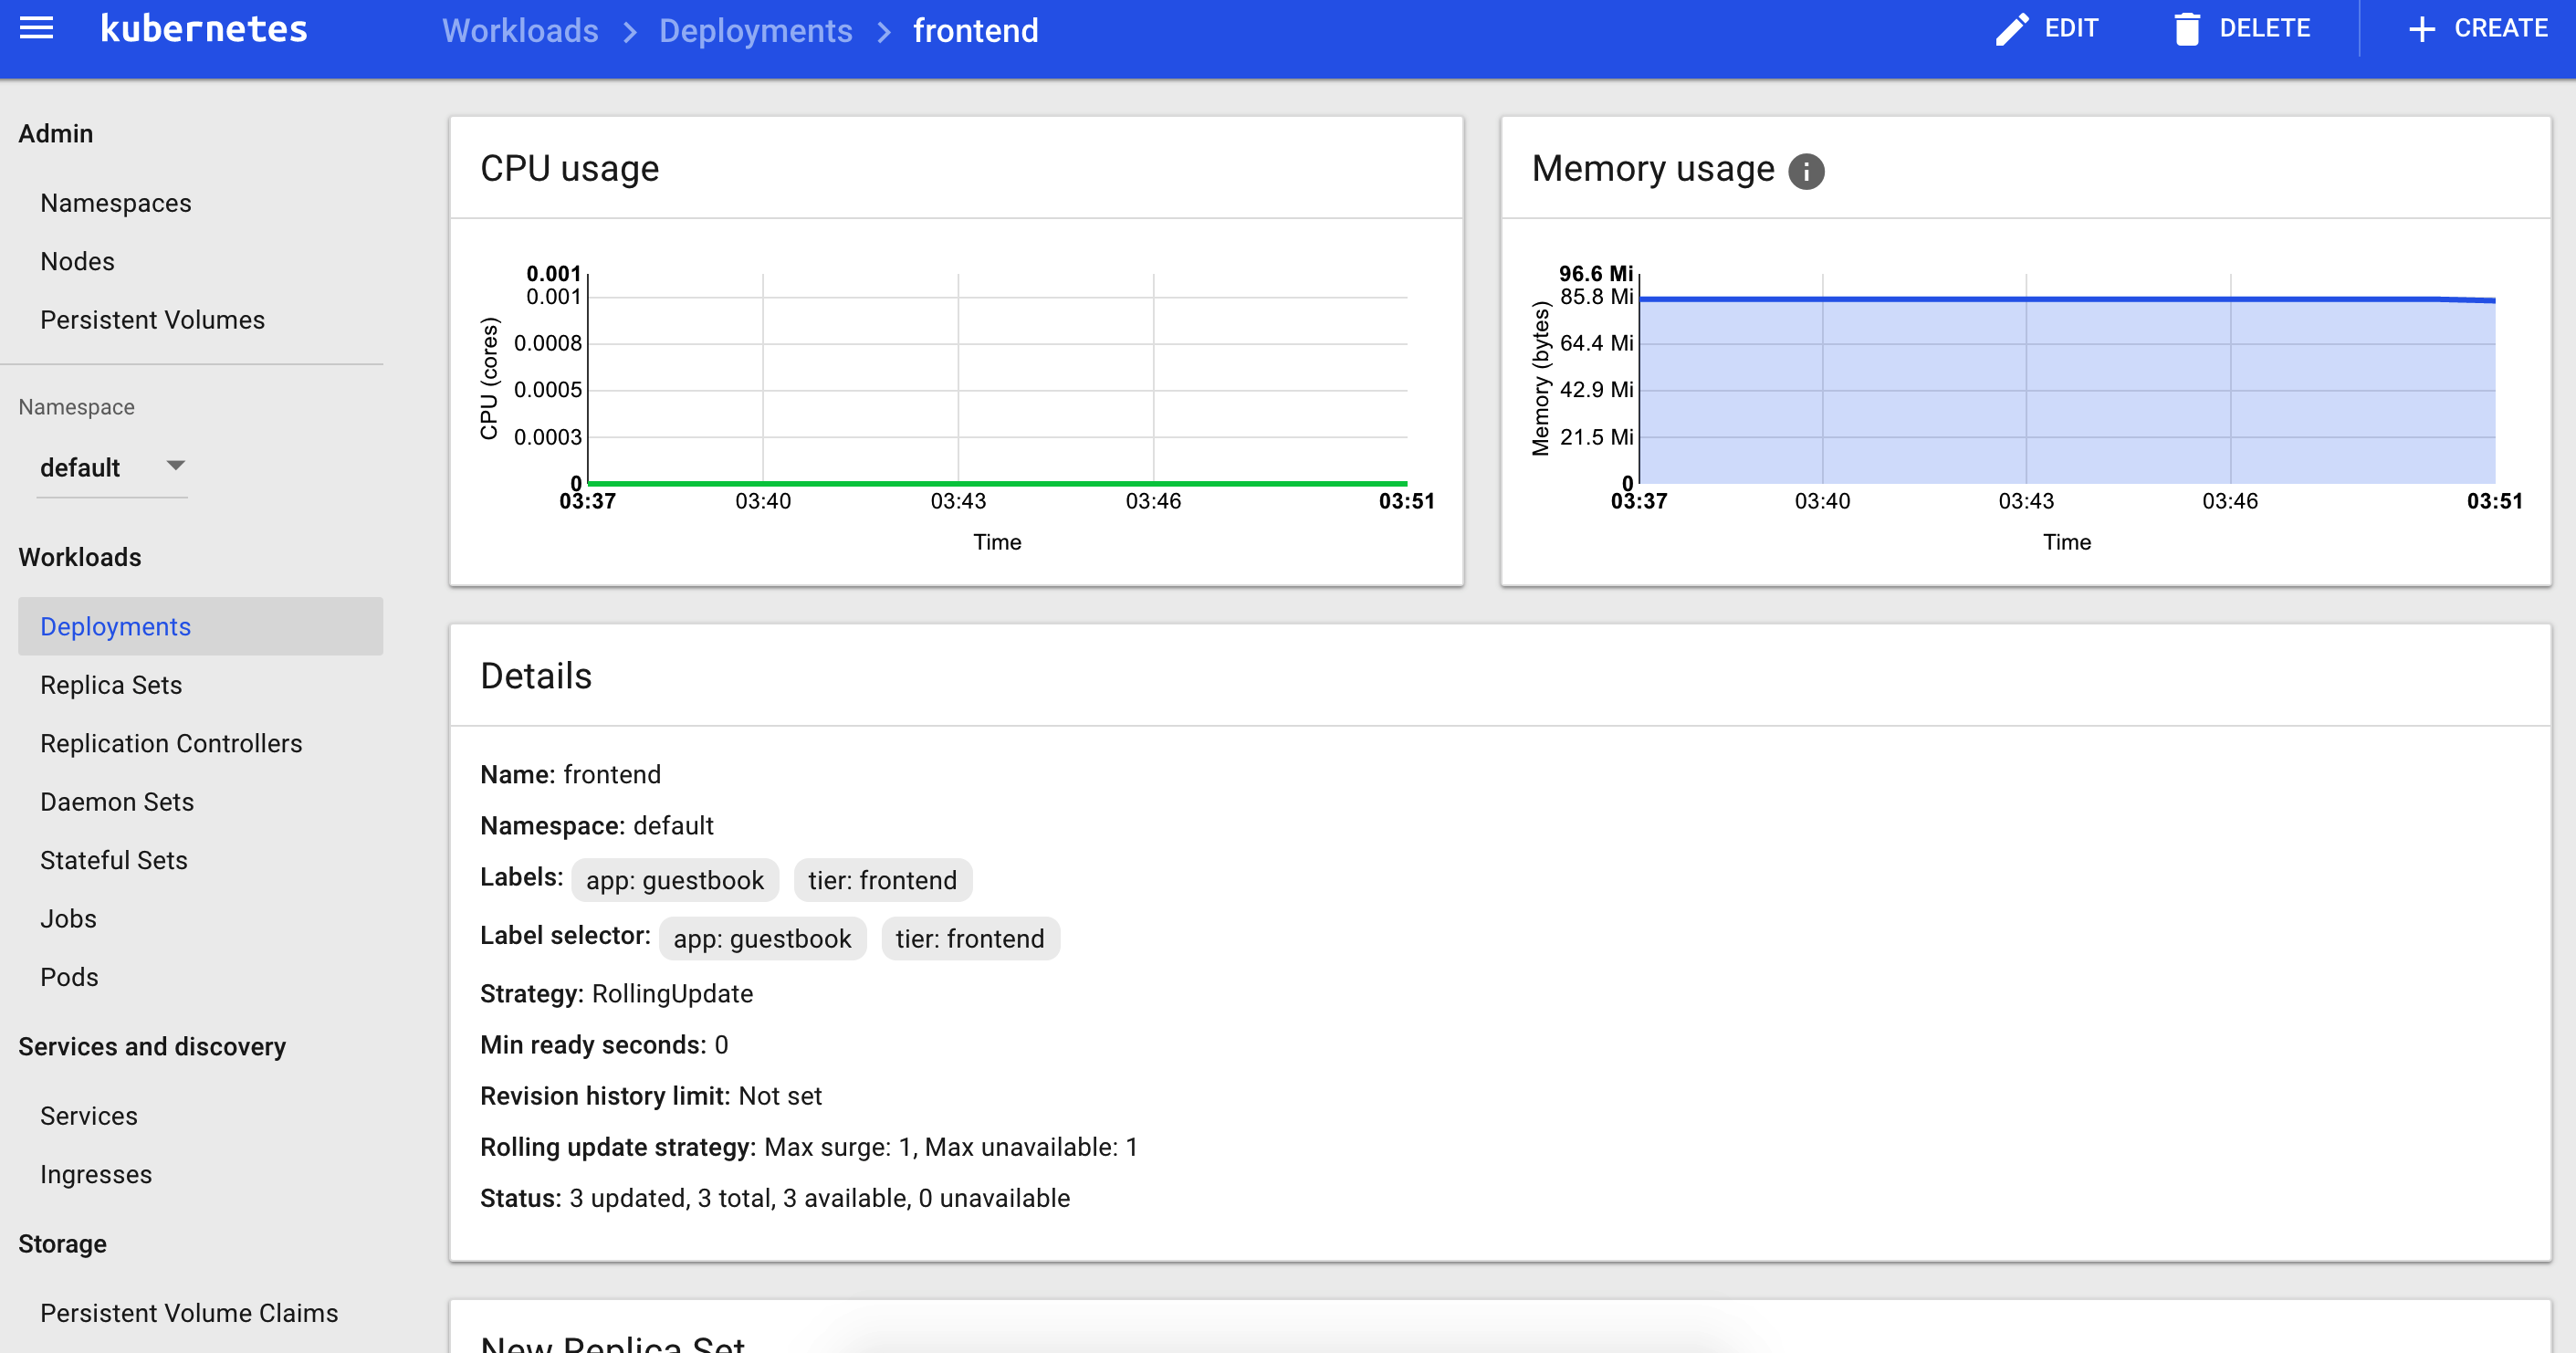 kubernetes
Workloads > Deployments > frontend
EDIT
DELETE
CREATE
Admin
Namespaces
Nodes
Persistent Volumes
Namespace
default
Workloads
Deployments
Replica Sets
Replication Controllers
Daemon Sets
Stateful Sets
Jobs
Pods
Services and discovery
Services
Ingresses
Storage
Persistent Volume Claims
CPU usage
CPU (cores)
0.001
0.001
0.0008
0.0005
0.0003
0
03:37 03:40 03:43 03:46 03:51
Time
Memory usage i
Memory (bytes)
96.6 Mi
85.8 Mi
64.4 Mi
42.9 Mi
21.5 Mi
0
03:37 03:40 03:43 03:46 03:51
Time
Details
Name: frontend
Namespace: default
Labels: app: guestbook tier: frontend
Label selector: app: guestbook tier: frontend
Strategy: RollingUpdate
Min ready seconds: 0
Revision history limit: Not set
Rolling update strategy: Max surge: 1, Max unavailable: 1
Status: 3 updated, 3 total, 3 available, 0 unavailable
New Replica Set